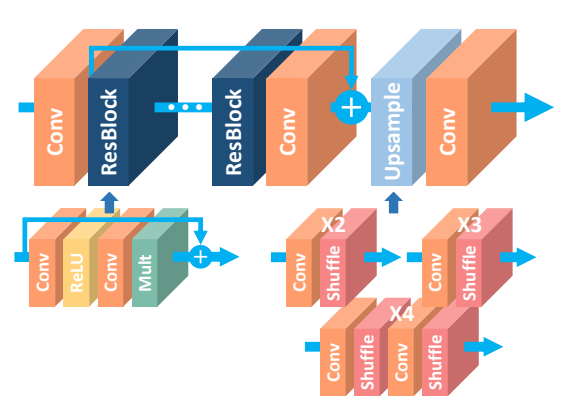 Conv
ResBlock
ResBlock
Conv
Upsample
Conv
Conv
ReLU
Conv
Mult
X2
Conv
Shuffle
X3
Conv
Shuffle
X4
Conv
Shuffle
Conv
Shuffle